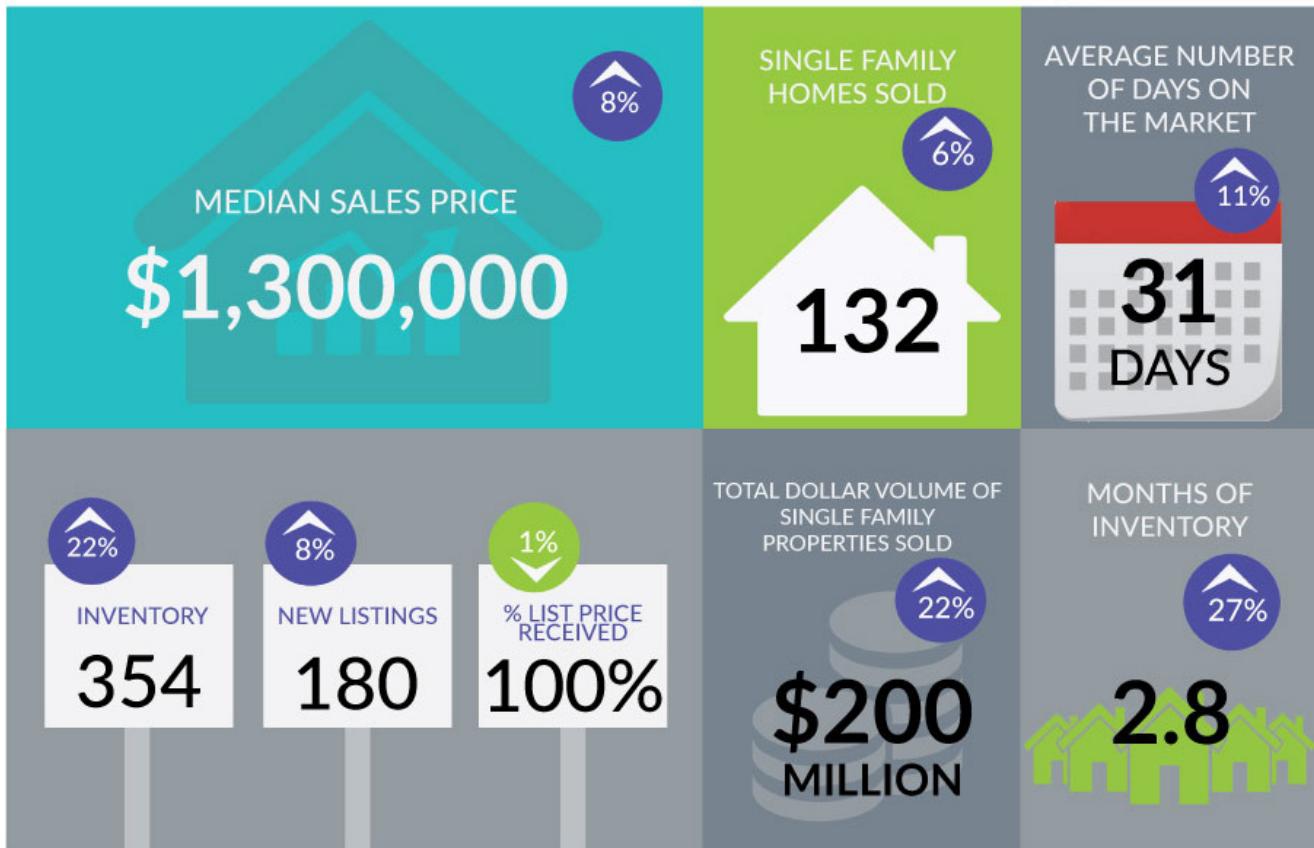 8%
MEDIAN SALES PRICE
$1,300,000
SINGLE FAMILY
HOMES SOLD
6%
132
AVERAGE NUMBER
OF DAYS ON
THE MARKET
11%
31
DAYS
22%
INVENTORY
354
8%
NEW LISTINGS
180
1%
% LIST PRICE
RECEIVED
100%
TOTAL DOLLAR VOLUME OF
SINGLE FAMILY
PROPERTIES SOLD
22%
$200
MILLION
MONTHS OF
INVENTORY
27%
2.8